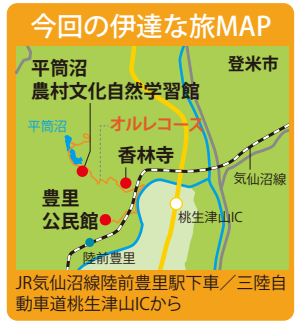 今回の伊達な旅MAP
平筒沼
農村文化自然学習館
登米市
平筒沼
オルレコース
香林寺
気仙沼線
豊里
公民館
桃生津山IC
陸前豊里
JR気仙沼線陸前豊里駅下車／三陸自
動車道桃生津山ICから